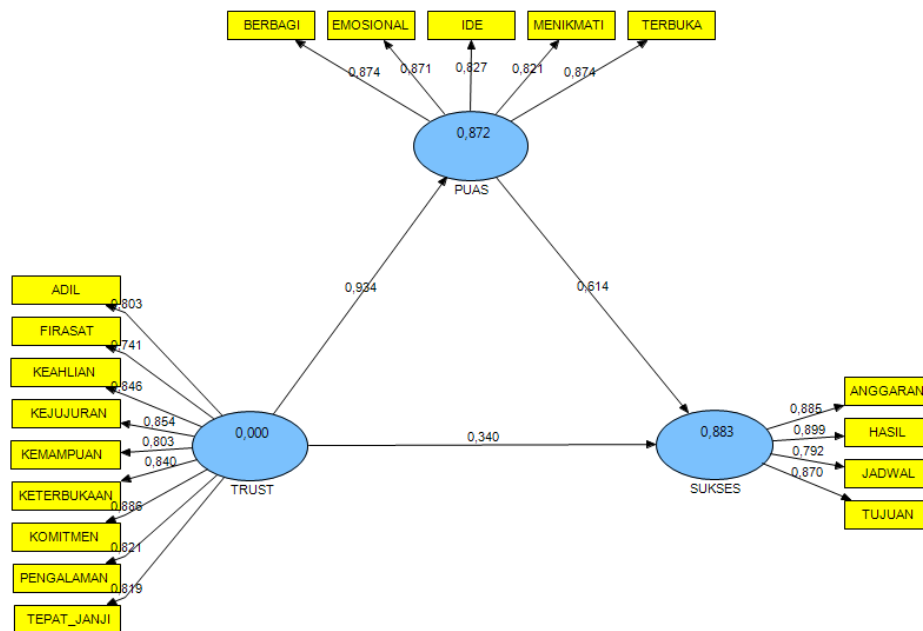 BERBAGI EMOSIONAL IDE MENIKMATI TERBUKA
0,874 0,871 0,827 0,821 0,874
0,872
PUAS
0,934 0,614
ADIL
0,803
FIRASAT
0,741
KEAHLIAN
0,846
KEJUJURAN
0,854
KEMAMPUAN
0,803
KETERBUKAAN
0,840
KOMITMEN
0,886
PENGALAMAN
0,821
TEPAT_JANJI
0,819
0,000
TRUST
0,340
0,883
SUKSES
ANGGARAN
0,885
HASIL
0,899
JADWAL
0,792
TUJUAN
0,870